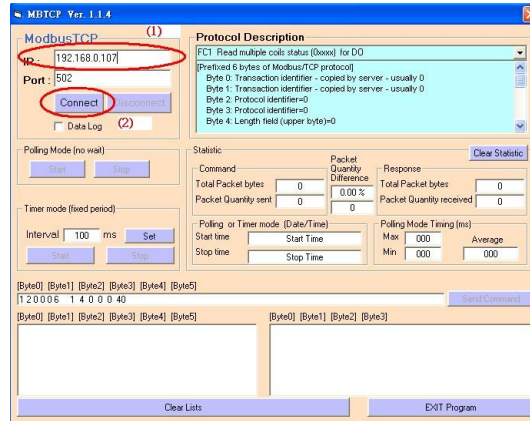 MBTCP Ver. 1.1.4
ModbusTCP
(1)
IP :
192.168.0.107
Port :
502
Connect
Disconnect
(2)
Data Log
Protocol Description
FC1 Read multiple coils status (0xxxx) for DO
[Prefixed 6 bytes of Modbus/TCP protocol]
Byte 0: Transaction identifier - copied by server - usually 0
Byte 1: Transaction identifier - copied by server - usually 0
Byte 2: Protocol identifier=0
Byte 3: Protocol identifier=0
Byte 4: Length field (upper byte)=0
Polling Mode (no wait)
Start
Stop
Timer mode (fixed period)
Interval
100
ms
Set
Start
Stop
Statistic
Clear Statistic
Command
Total Packet bytes
0
Packet Quantity sent
0
Packet
Quantity
Difference
0.00 %
0
Response
Total Packet bytes
0
Packet Quantity received
0
Polling or Timer mode (Date/Time)
Start time
Start Time
Stop time
Stop Time
Polling Mode Timing (ms)
Max
000
Average
Min
000
000
[Byte0] [Byte1] [Byte2] [Byte3] [Byte4] [Byte5]
1 2 0 0 0 6 1 4 0 0 0 40
Send Command
[Byte0] [Byte1] [Byte2] [Byte3] [Byte4] [Byte5]
[Byte0] [Byte1] [Byte2] [Byte3]
Clear Lists
EXIT Program